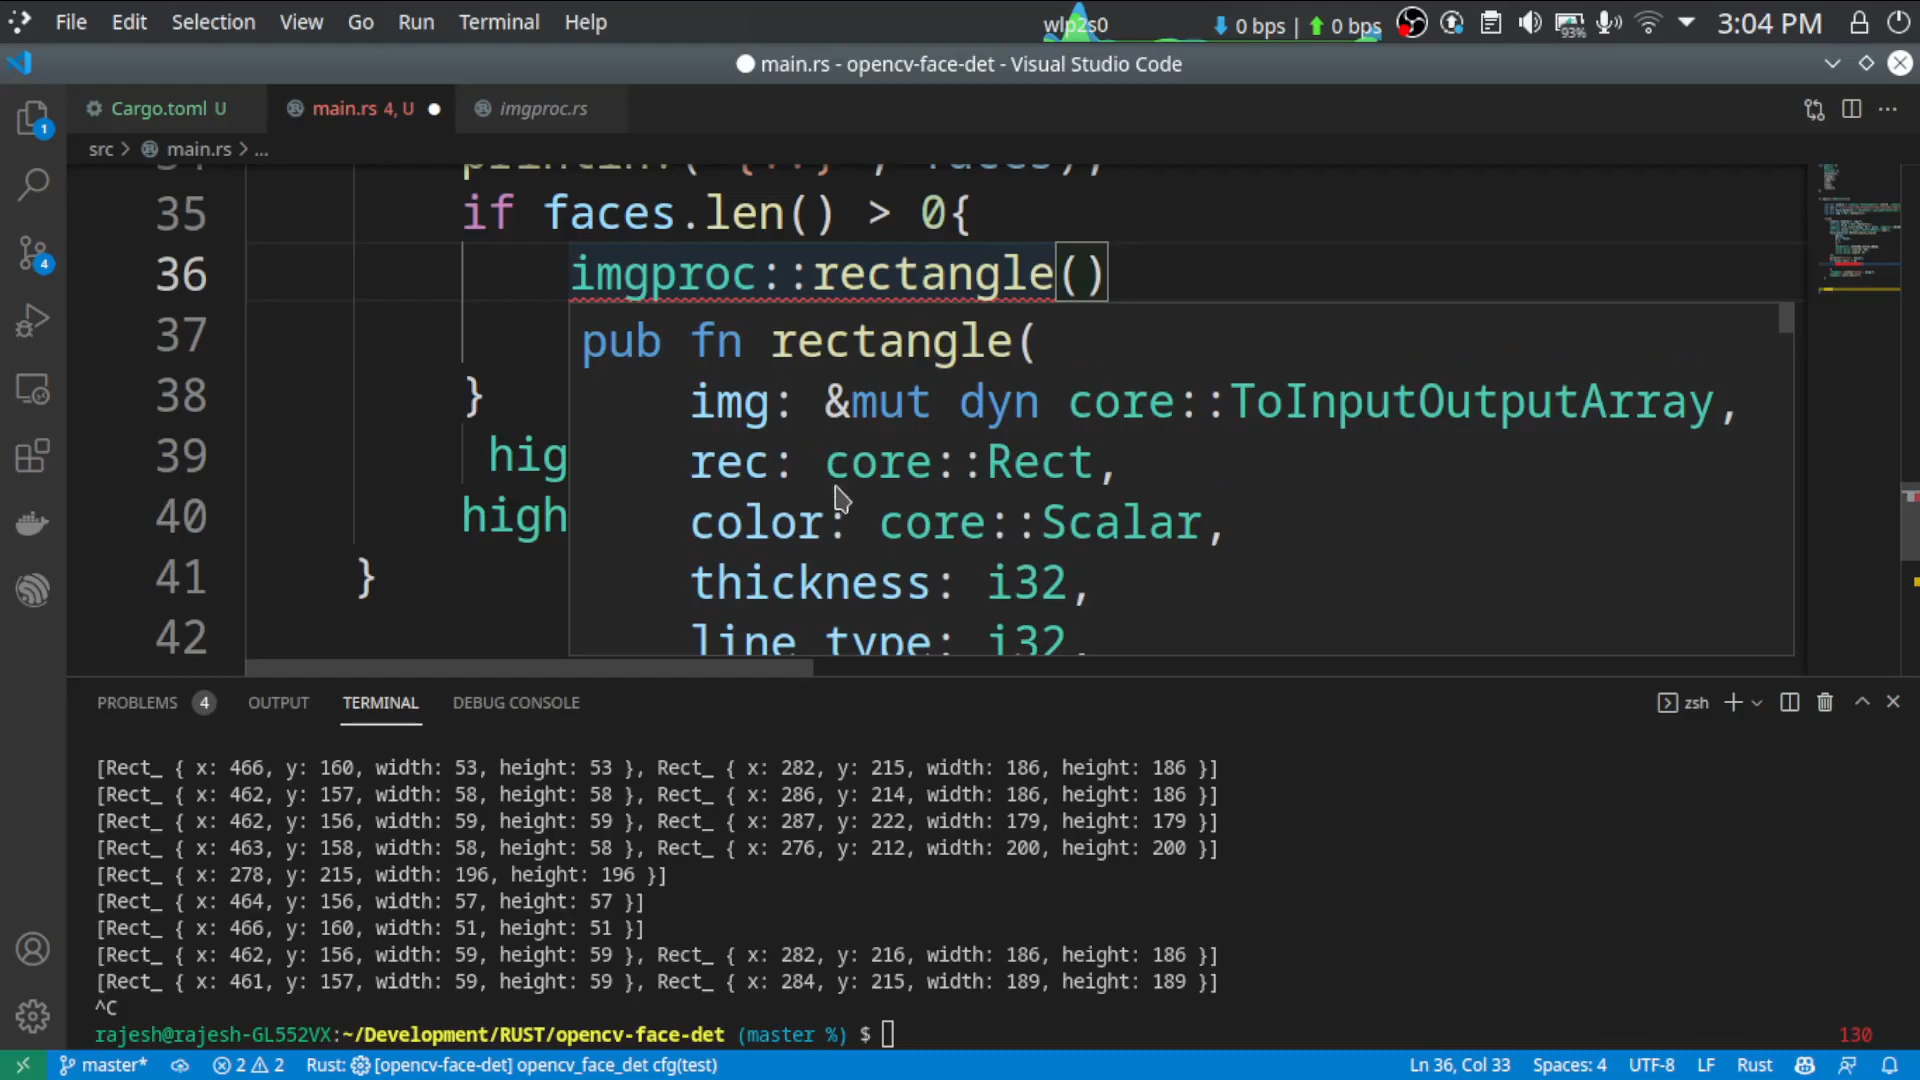 File Edit Selection View Go Run Terminal Help wlp2s0 0 bps | 0 bps 93% 3:04 PM
main.rs - opencv-face-det - Visual Studio Code
Cargo.toml U main.rs 4, U imgproc.rs
src > main.rs > ...
35 if faces.len() > 0{
36 imgproc::rectangle()
37 pub fn rectangle(
38 } img: &mut dyn core::ToInputOutputArray,
39 hig rec: core::Rect,
40 high color: core::Scalar,
41 } thickness: i32,
42 line_type: i32,
PROBLEMS 4 OUTPUT TERMINAL DEBUG CONSOLE zsh
[Rect_ { x: 466, y: 160, width: 53, height: 53 }, Rect_ { x: 282, y: 215, width: 186, height: 186 }]
[Rect_ { x: 462, y: 157, width: 58, height: 58 }, Rect_ { x: 286, y: 214, width: 186, height: 186 }]
[Rect_ { x: 462, y: 156, width: 59, height: 59 }, Rect_ { x: 287, y: 222, width: 179, height: 179 }]
[Rect_ { x: 463, y: 158, width: 58, height: 58 }, Rect_ { x: 276, y: 212, width: 200, height: 200 }]
[Rect_ { x: 278, y: 215, width: 196, height: 196 }]
[Rect_ { x: 464, y: 156, width: 57, height: 57 }]
[Rect_ { x: 466, y: 160, width: 51, height: 51 }]
[Rect_ { x: 462, y: 156, width: 59, height: 59 }, Rect_ { x: 282, y: 216, width: 186, height: 186 }]
[Rect_ { x: 461, y: 157, width: 59, height: 59 }, Rect_ { x: 284, y: 215, width: 189, height: 189 }]
^C
rajesh@rajesh-GL552VX:~/Development/RUST/opencv-face-det (master %) $ 130
master* 2 2 Rust: [opencv-face-det] opencv_face_det cfg(test) Ln 36, Col 33 Spaces: 4 UTF-8 LF Rust